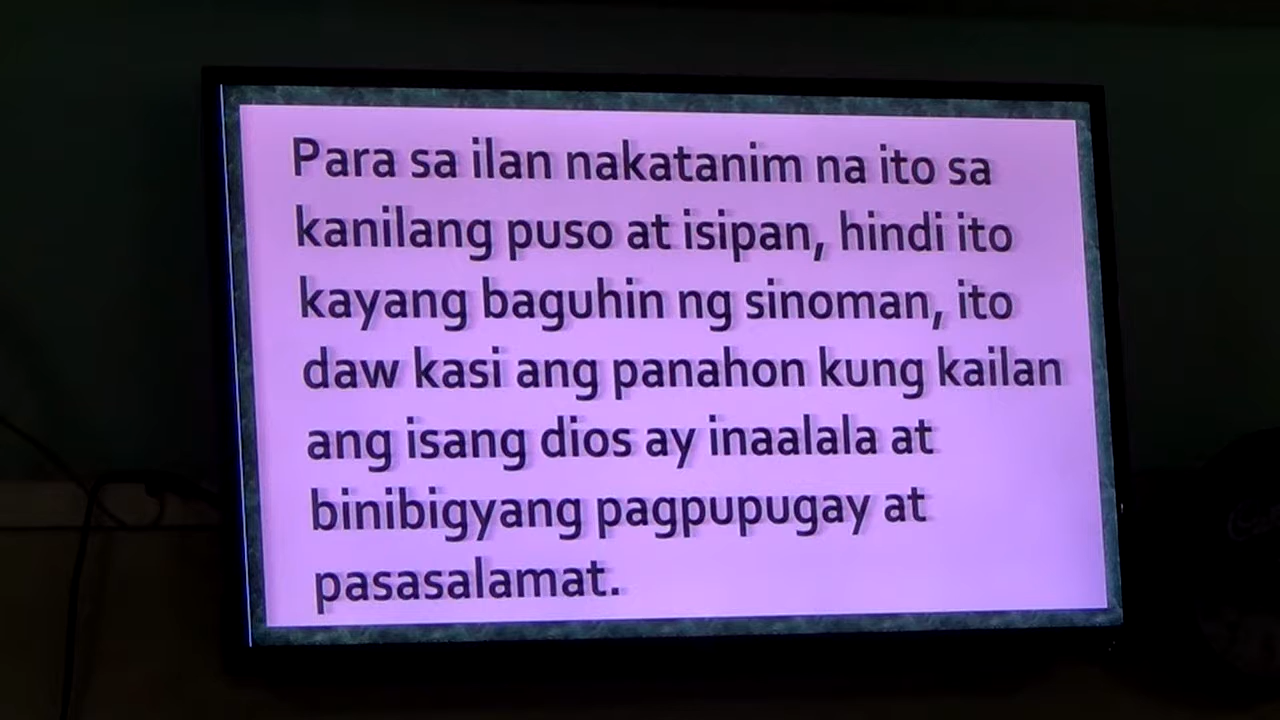 Para sa ilan nakatanim na ito sa
kanilang puso at isipan, hindi ito
kayang baguhin ng sinoman, ito
daw kasi ang panahon kung kailan
ang isang dios ay inaalala at
binibigyang pagpupugay at
pasasalamat.